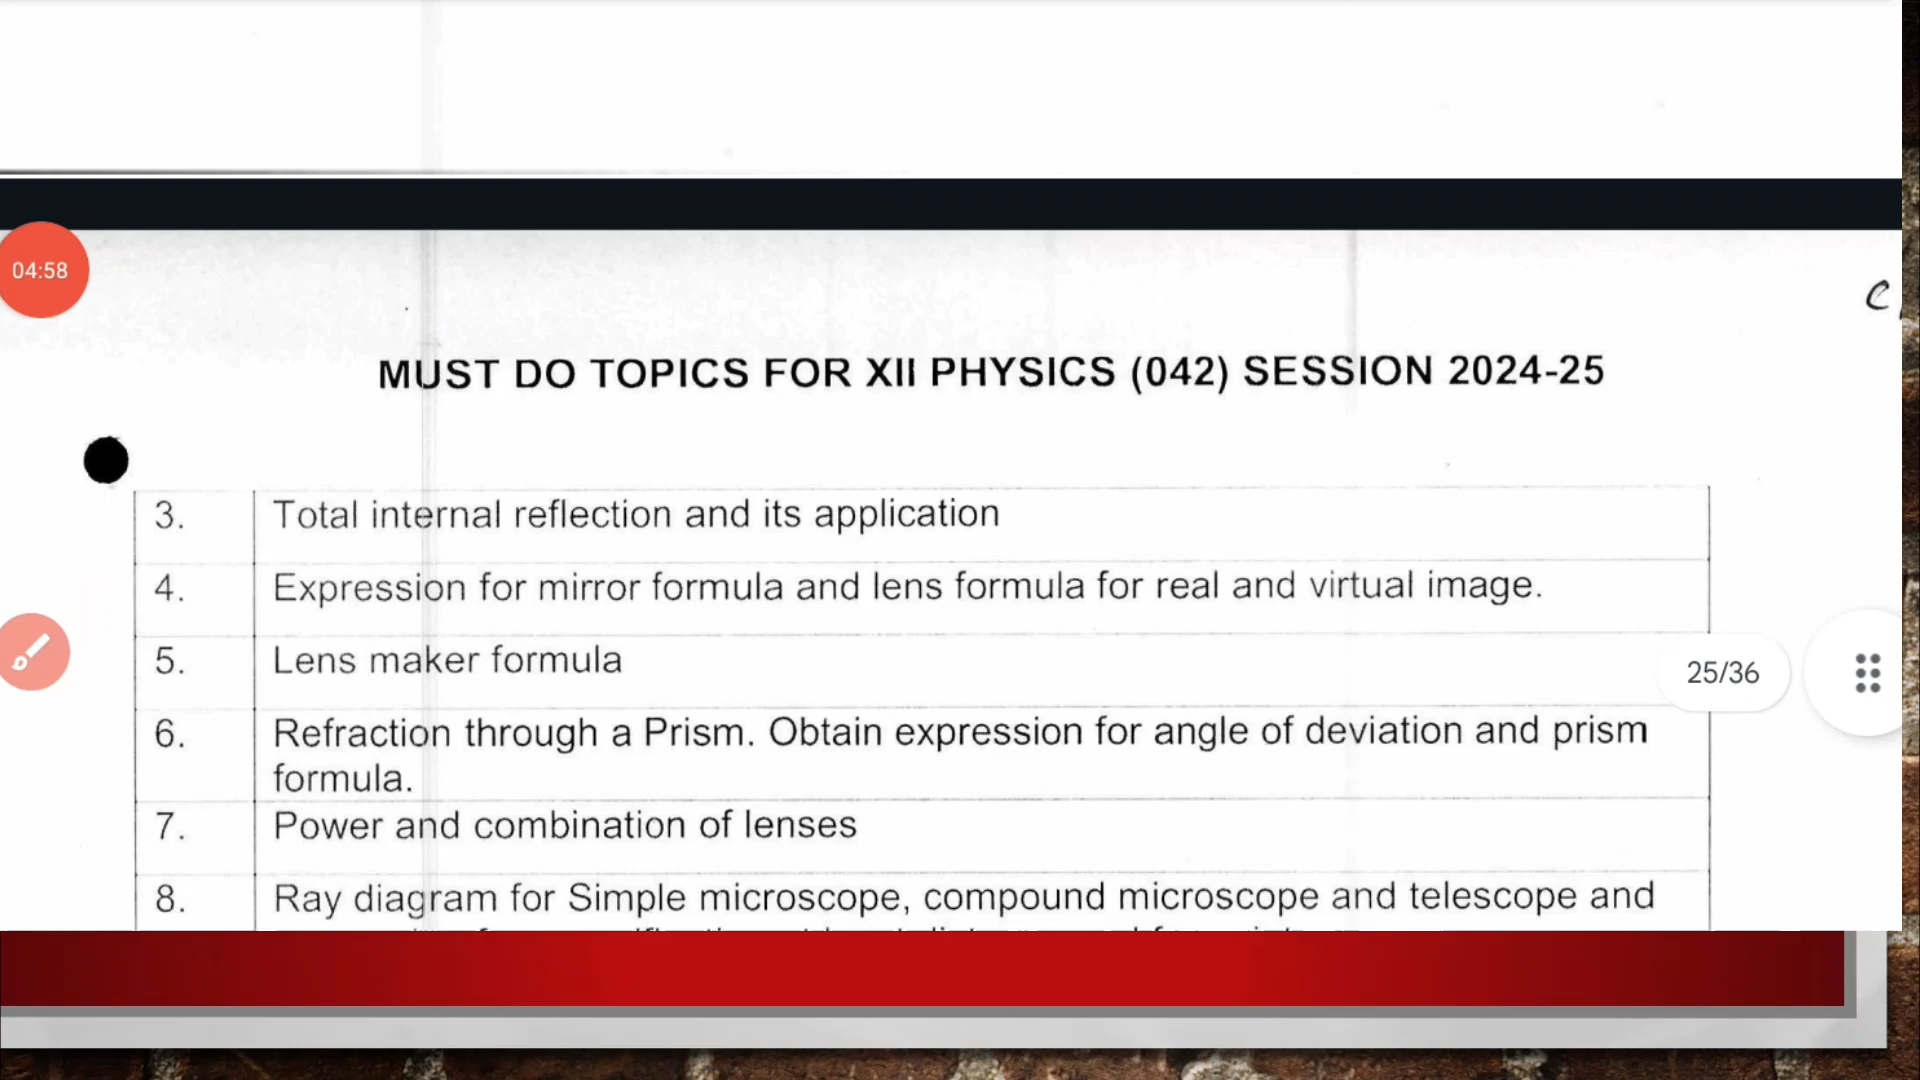 04:58
MUST DO TOPICS FOR XII PHYSICS (042) SESSION 2024-25
3. Total internal reflection and its application
4. Expression for mirror formula and lens formula for real and virtual image.
5. Lens maker formula
25/36
6. Refraction through a Prism. Obtain expression for angle of deviation and prism
formula.
7. Power and combination of lenses
8. Ray diagram for Simple microscope, compound microscope and telescope and